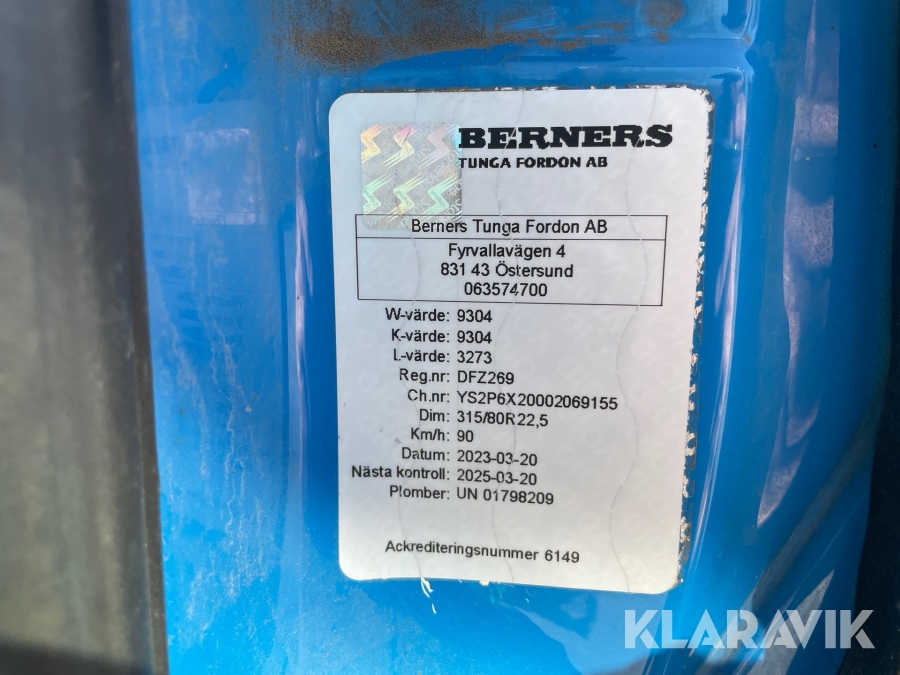 BERNERS
TUNGA FORDON AB
Berners Tunga Fordon AB
Fyrvallavägen 4
831 43 Östersund
063574700
W-värde: 9304
K-värde: 9304
L-värde: 3273
Reg.nr: DFZ269
Ch.nr: YS2P6X20002069155
Dim: 315/80R22,5
Km/h: 90
Datum: 2023-03-20
Nästa kontroll: 2025-03-20
Plomber: UN 01798209
Ackrediteringsnummer 6149
KLARAVIK